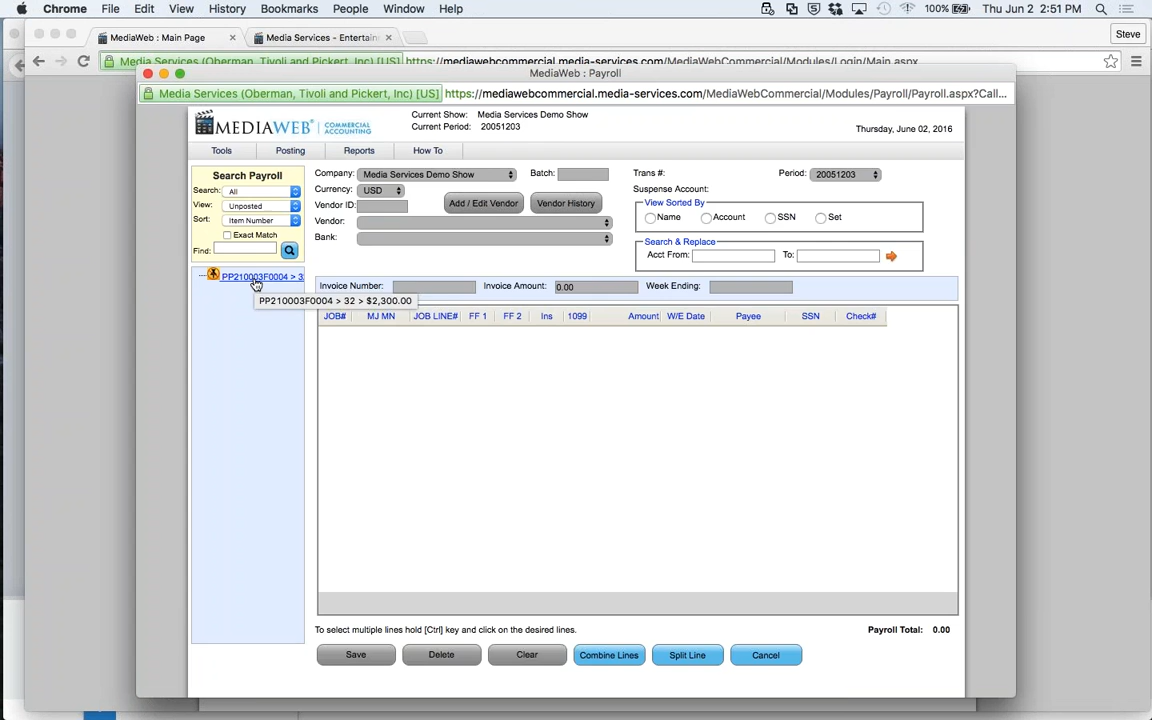 Chrome File Edit View History Bookmarks People Window Help 100% Thu Jun 2 2:51 PM
MediaWeb : Main Page Media Services - Entertain Steve
Media Services (Oberman, Tivoli and Pickert, Inc) [US] https://mediawebcommercial.media-services.com/MediaWebCommercial/Modules/Login/Main.aspx
MediaWeb : Payroll
Media Services (Oberman, Tivoli and Pickert, Inc) [US] https://mediawebcommercial.media-services.com/MediaWebCommercial/Modules/Payroll/Payroll.aspx?Call...
MEDIAWEB® COMMERCIAL ACCOUNTING
Current Show: Media Services Demo Show
Current Period: 20051203
Thursday, June 02, 2016
Tools Posting Reports How To
Search Payroll
Search: All
View: Unposted
Sort: Item Number
Exact Match
Find:
PP210003F0004 > 3
PP210003F0004 > 32 > $2,300.00
Company: Media Services Demo Show Batch: Trans #: Period: 20051203
Currency: USD Suspense Account:
Vendor ID: Add / Edit Vendor Vendor History View Sorted By
Name Account SSN Set
Vendor:
Bank: Search & Replace
Acct From: To:
Invoice Number: Invoice Amount: 0.00 Week Ending:
JOB# MJ MN JOB LINE# FF 1 FF 2 Ins 1099 Amount W/E Date Payee SSN Check#
To select multiple lines hold [Ctrl] key and click on the desired lines. Payroll Total: 0.00
Save Delete Clear Combine Lines Split Line Cancel